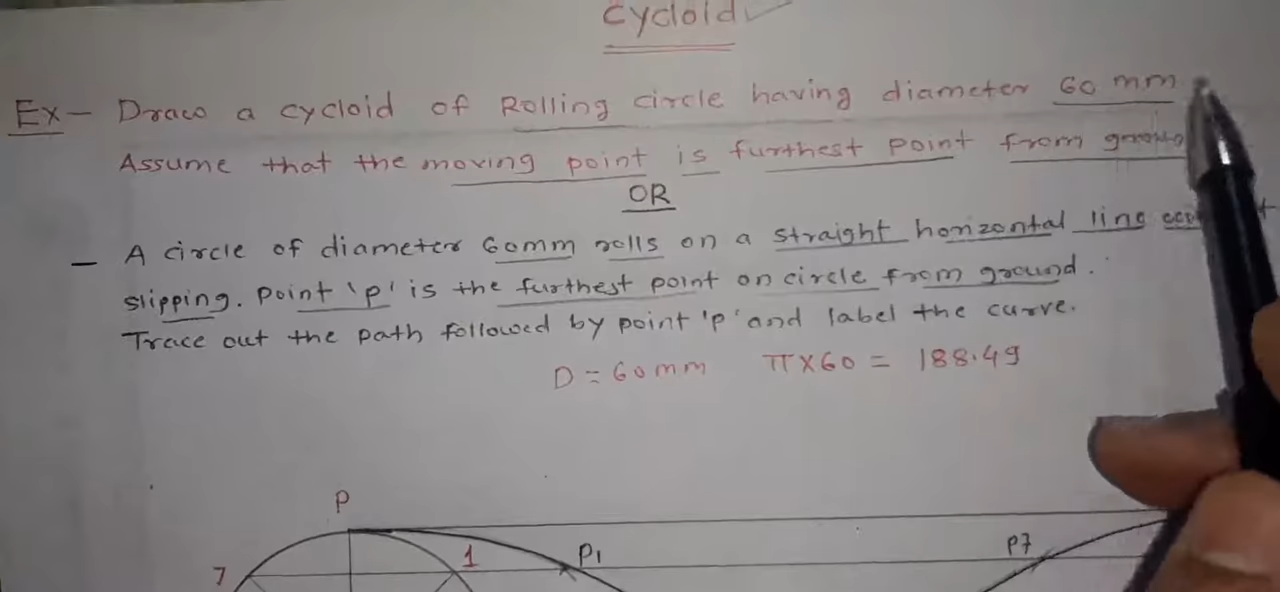 Cycloid
Ex - Draw a cycloid of Rolling circle having diameter 60 mm
Assume that the moving point is furthest point from
OR
- A circle of diameter 60mm rolls on a straight horizontal line
slipping. Point 'p' is the furthest point on circle from ground.
Trace out the path followed by point 'p' and label the curve.
D = 60mm π×60 = 188.49
P
7 1 P1 P7